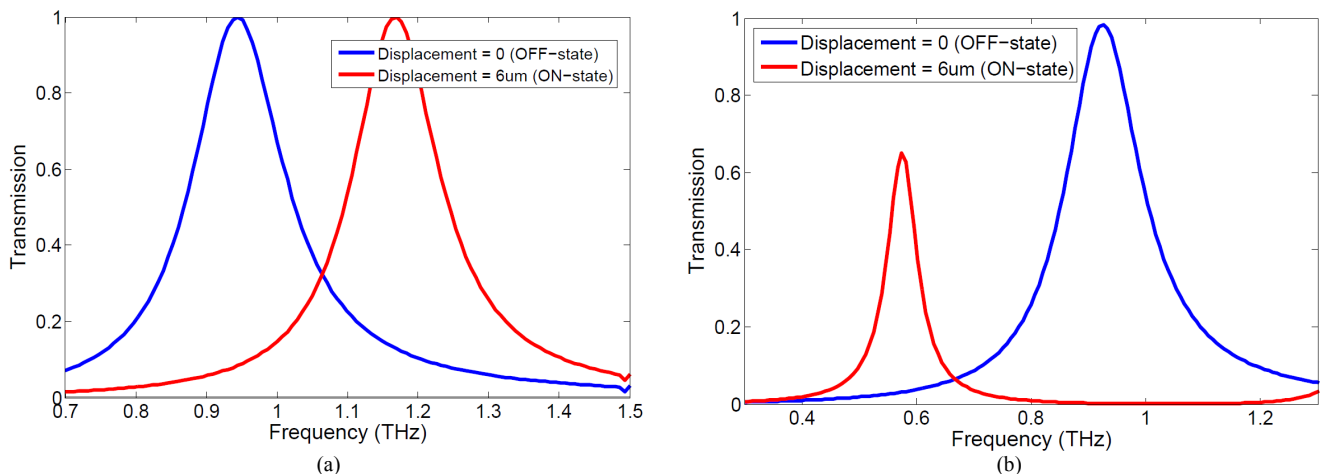 1
0.8
0.6
0.4
0.2
0
Transmission
Displacement = 0 (OFF−state)
Displacement = 6um (ON−state)
0.7 0.8 0.9 1 1.1 1.2 1.3 1.4 1.5
Frequency (THz)
(a)
1
0.8
0.6
0.4
0.2
0
Transmission
Displacement = 0 (OFF−state)
Displacement = 6um (ON−state)
0.4 0.6 0.8 1 1.2
Frequency (THz)
(b)